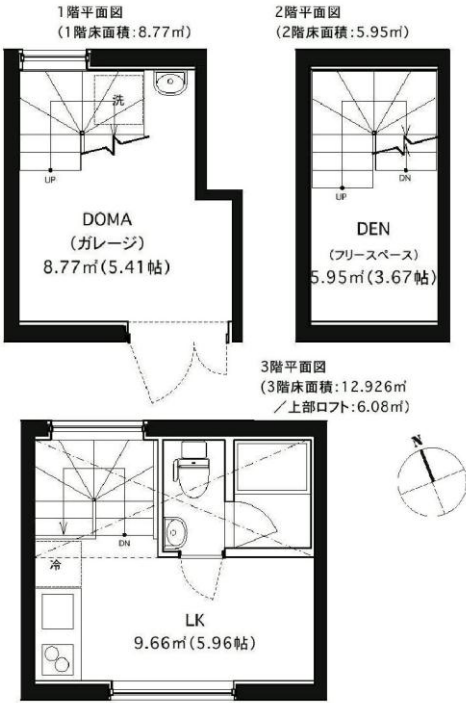 1階平面図
(1階床面積:8.77㎡)
洗
UP
DOMA
(ガレージ)
8.77㎡(5.41帖)
2階平面図
(2階床面積:5.95㎡)
UP
DN
DEN
(フリースペース)
5.95㎡(3.67帖)
3階平面図
(3階床面積:12.926㎡
/上部ロフト:6.08㎡)
N
DN
冷
LK
9.66㎡(5.96帖)